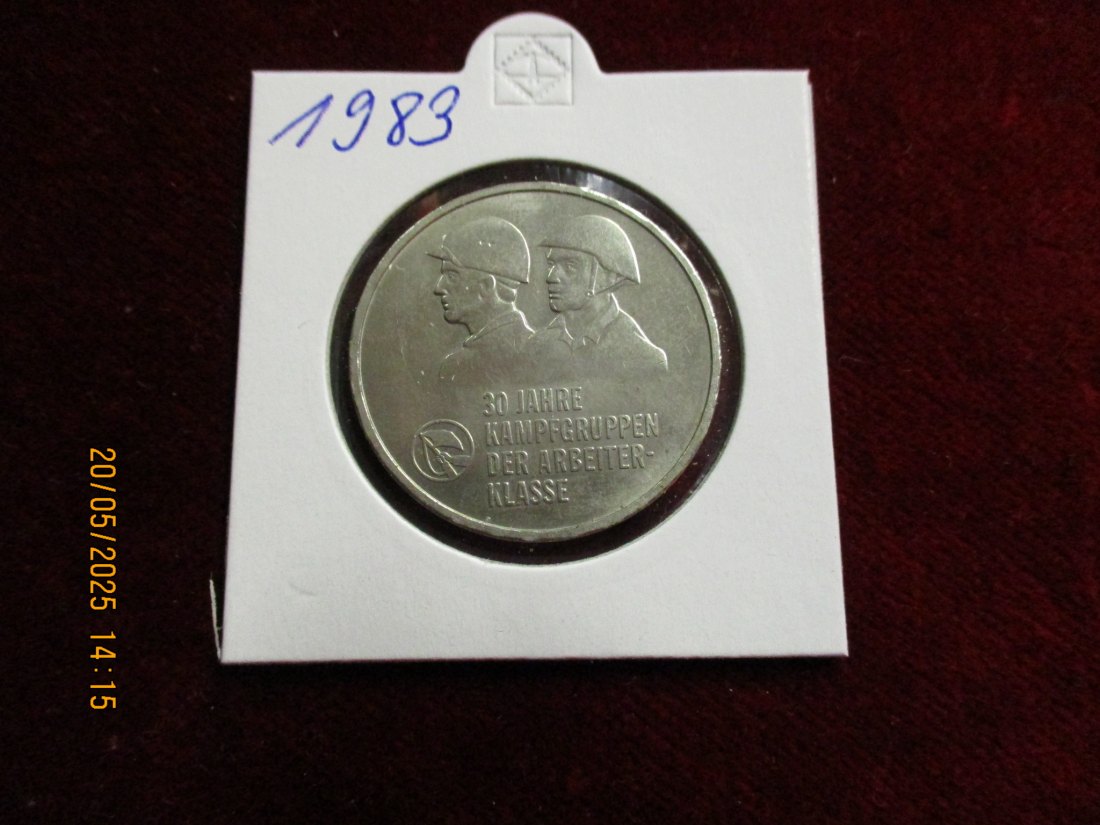 1983
30 JAHRE
KAMPFGRUPPEN
DER ARBEITER-
KLASSE
20/05/2025 14:15